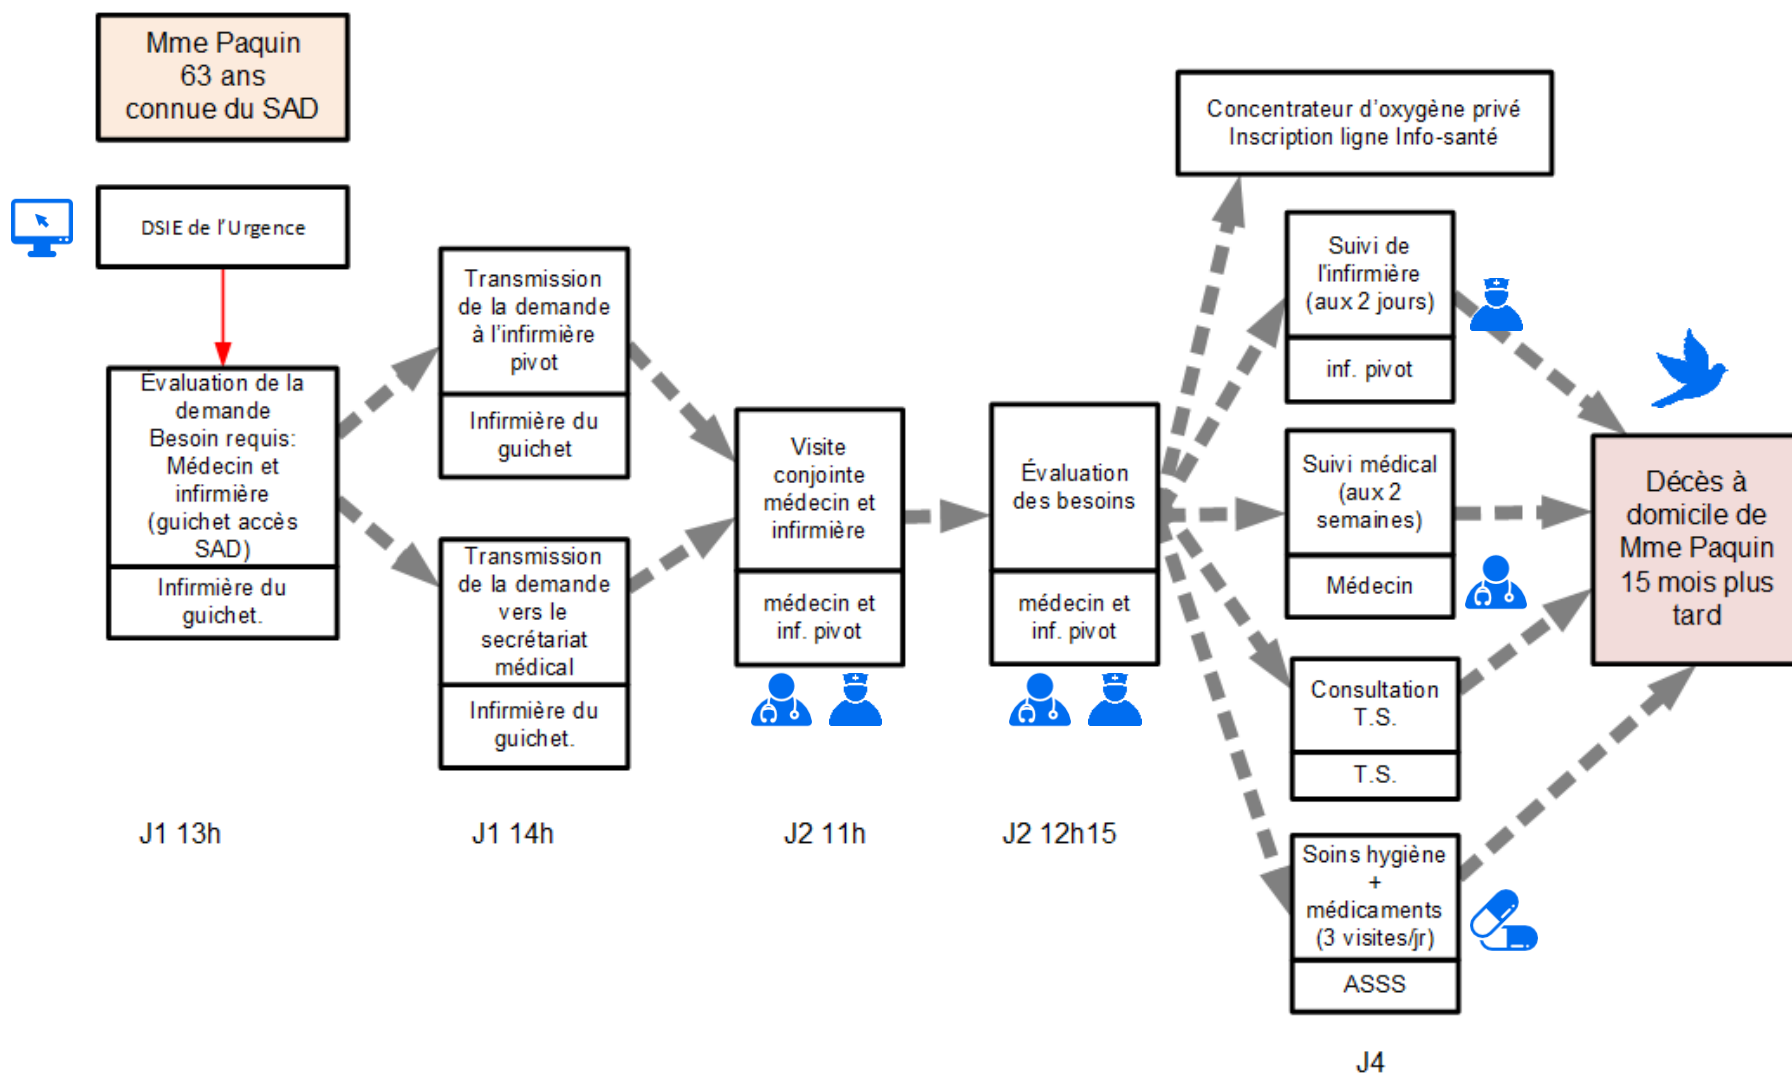 Mme Paquin
63 ans
connue du SAD
DSIE de l'Urgence
Évaluation de la
demande
Besoin requis:
Médecin et
infirmière
(guichet accès
SAD)
Infirmière du
guichet.
J1 13h
Transmission
de la demande
à l'infirmière
pivot
Infirmière du
guichet
Transmission
de la demande
vers le
secrétariat
médical
Infirmière du
guichet.
J1 14h
Visite
conjointe
médecin et
infirmière
médecin et
inf. pivot
J2 11h
Évaluation
des besoins
médecin et
inf. pivot
J2 12h15
Concentrateur d'oxygène privé
Inscription ligne Info-santé
Suivi de
l'infirmière
(aux 2 jours)
inf. pivot
Suivi médical
(aux 2
semaines)
Médecin
Consultation
T.S.
T.S.
Soins hygiène
+
médicaments
(3 visites/jr)
ASSS
J4
Décès à
domicile de
Mme Paquin
15 mois plus
tard